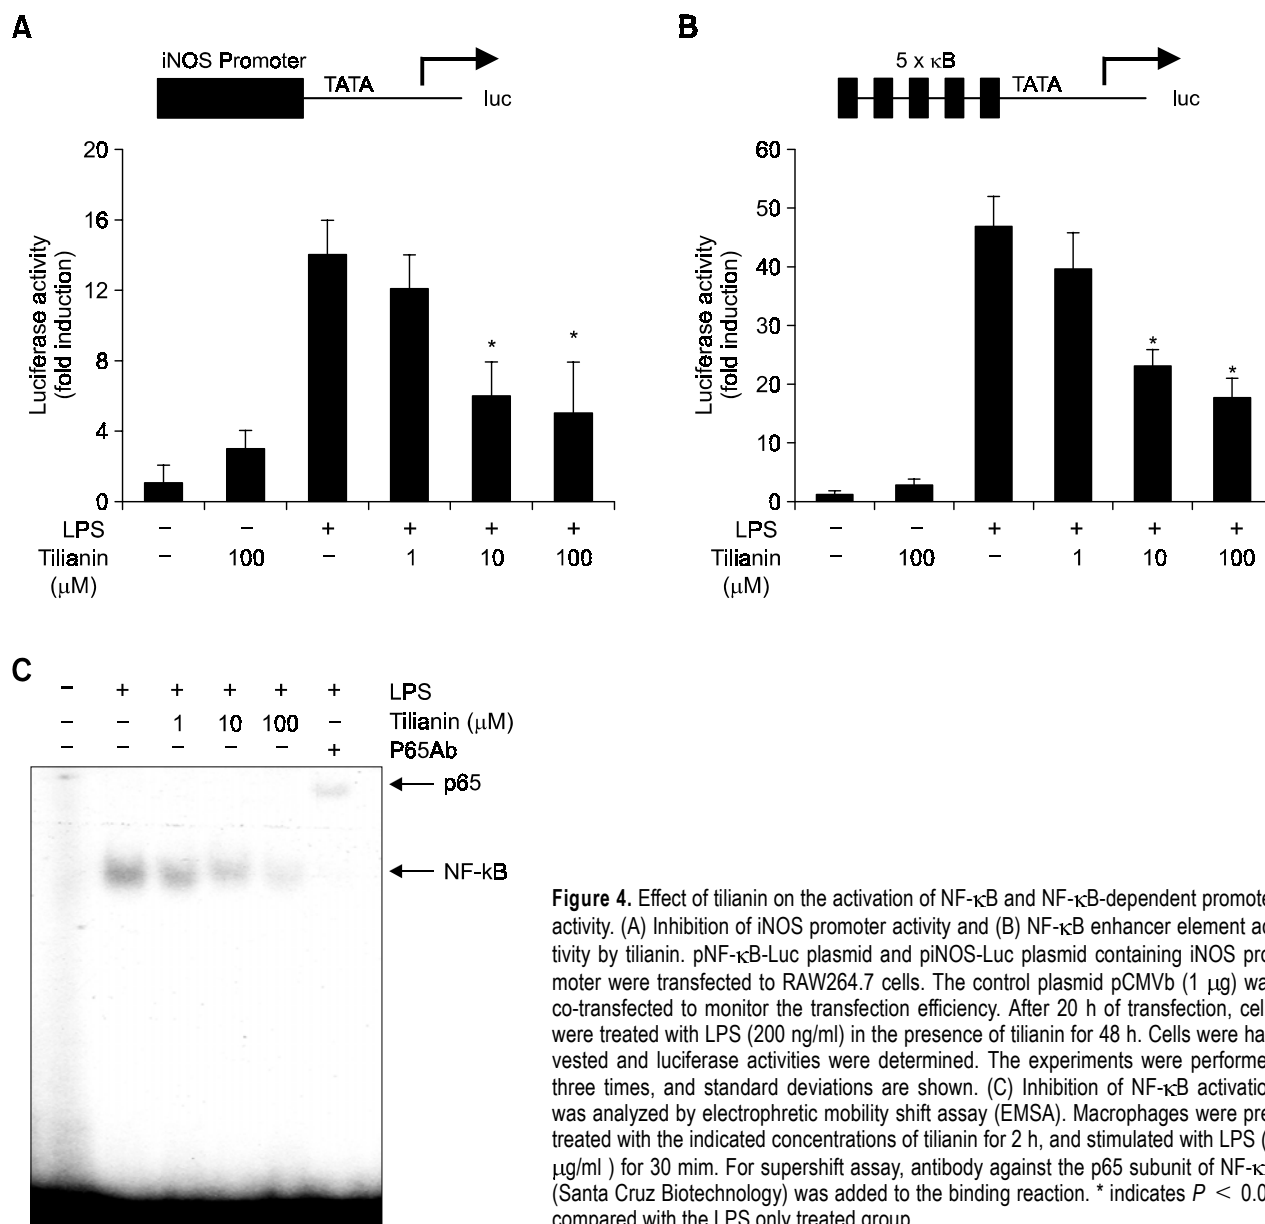 A
iNOS Promoter
TATA
luc
20
16
12
8
4
0
Luciferase activity
(fold induction)
* *
LPS − − + + + +
Tilianin − 100 − 1 10 100
(μM)
B
5 x κB
TATA
luc
60
50
40
30
20
10
0
Luciferase activity
(fold induction)
* *
LPS − − + + + +
Tilianin − 100 − 1 10 100
(μM)
C
− + + + + + LPS
− − 1 10 100 − Tilianin (μM)
− − − − − + P65Ab
p65
NF-kB
Figure 4. Effect of tilianin on the activation of NF-κB and NF-κB-dependent promote
activity. (A) Inhibition of iNOS promoter activity and (B) NF-κB enhancer element ac
tivity by tilianin. pNF-κB-Luc plasmid and piNOS-Luc plasmid containing iNOS pro
moter were transfected to RAW264.7 cells. The control plasmid pCMVb (1 μg) wa
co-transfected to monitor the transfection efficiency. After 20 h of transfection, cel
were treated with LPS (200 ng/ml) in the presence of tilianin for 48 h. Cells were ha
vested and luciferase activities were determined. The experiments were performe
three times, and standard deviations are shown. (C) Inhibition of NF-κB activation
was analyzed by electrophretic mobility shift assay (EMSA). Macrophages were pre
treated with the indicated concentrations of tilianin for 2 h, and stimulated with LPS (
μg/ml ) for 30 mim. For supershift assay, antibody against the p65 subunit of NF-κ
(Santa Cruz Biotechnology) was added to the binding reaction. * indicates P < 0.0
compared with the LPS only treated group